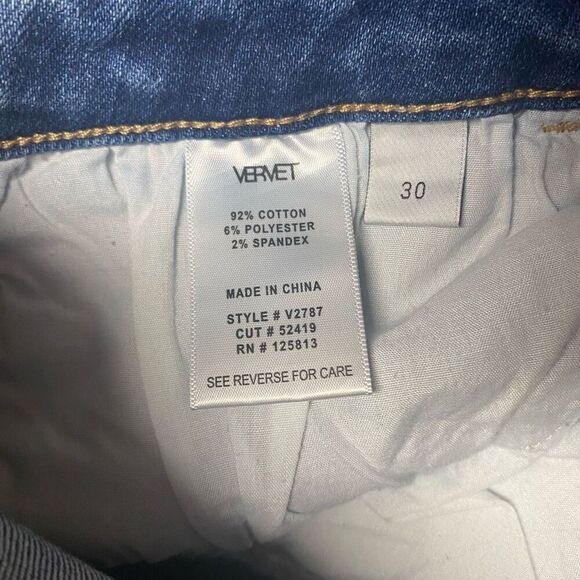 VERVET
92% COTTON
6% POLYESTER
2% SPANDEX
MADE IN CHINA
STYLE # V2787
CUT # 52419
RN # 125813
SEE REVERSE FOR CARE
30